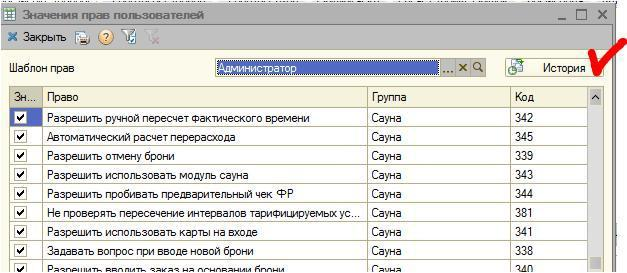 Значения прав пользователей
Закрыть
Шаблон прав Администратор ... История
Зн... Право Группа Код
Разрешить ручной пересчет фактического времени Сауна 342
Автоматический расчет перерасхода Сауна 345
Разрешить отмену брони Сауна 339
Разрешить использовать модуль сауна Сауна 343
Разрешить пробивать предварительный чек ФР Сауна 344
Не проверять пересечение интервалов тарифицируемых ус... Сауна 381
Разрешить использовать карты на входе Сауна 341
Задавать вопрос при вводе новой брони Сауна 338
Разрешить вводить заказ на основании брони Сауна 340